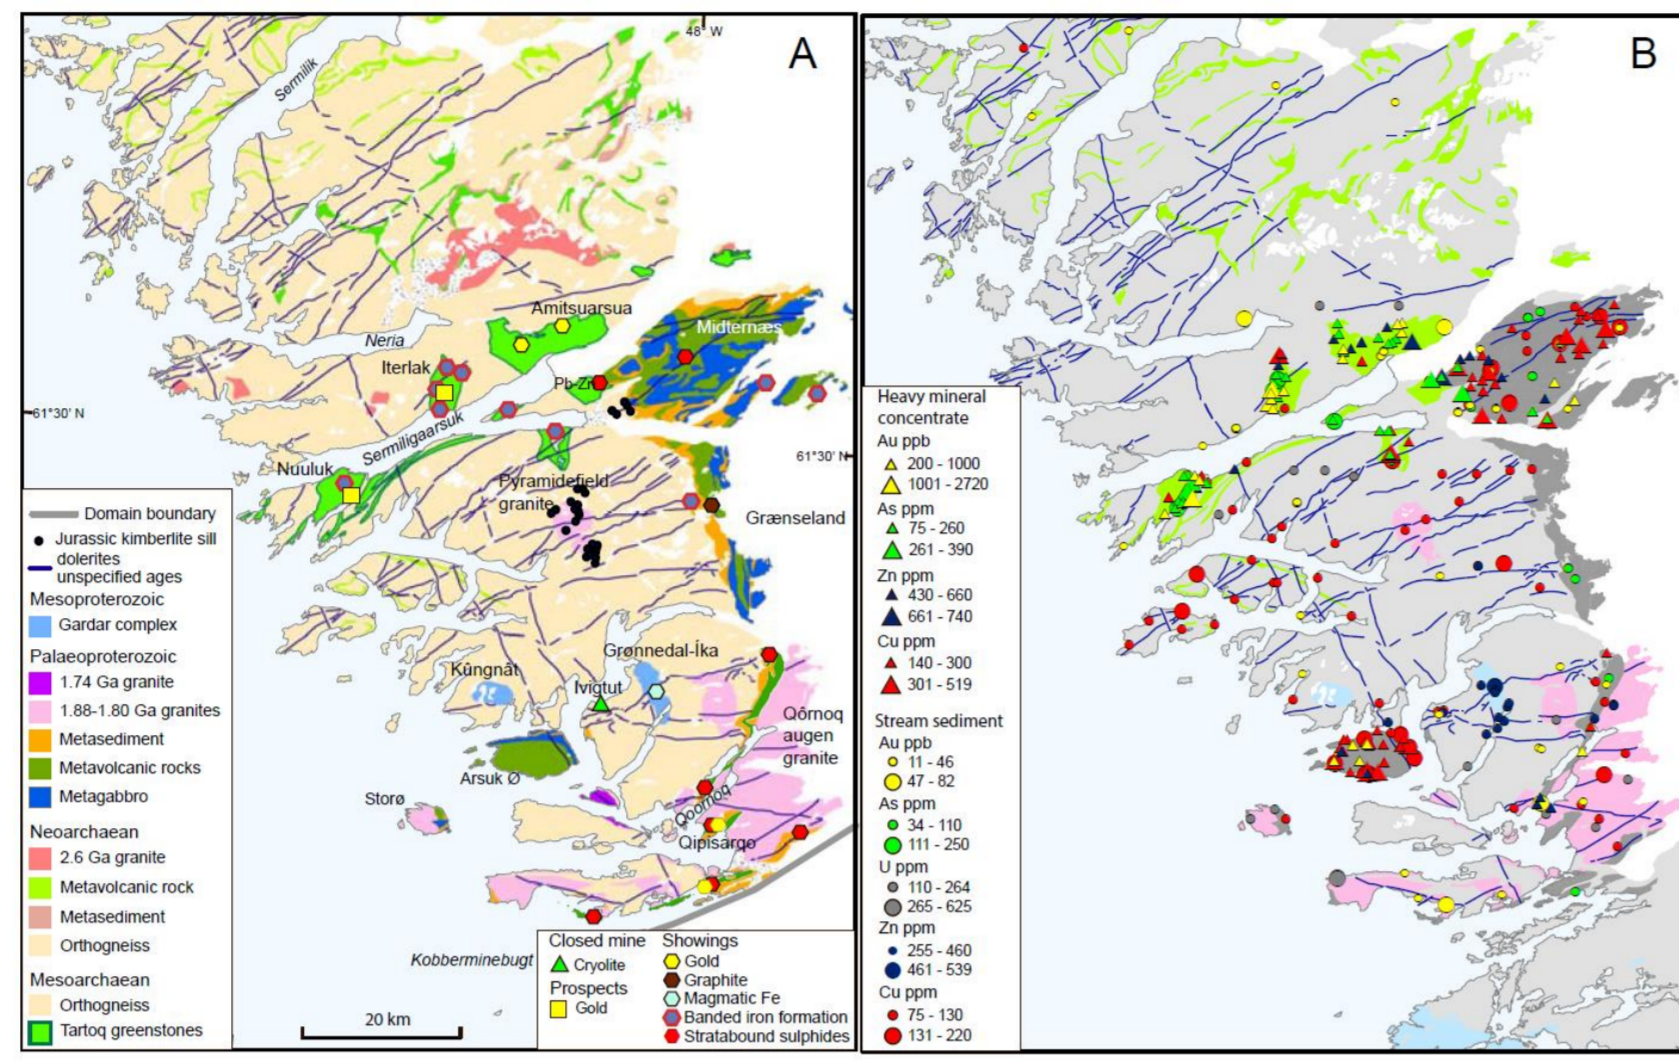 48° W
A
Sermilik
Amitsuarsua
Midternæs
Neria
Iterlak
Pb-Zn
61°30' N
Sermiligaarsuk
61°30' N
Nuuluk
Pyramidefjeld
granite
Grænseland
Grønnedal-Íka
Kûngnât
Ivigtut
Qôrnoq
augen
granite
Arsuk Ø
Storø
Qoornoq
Qipisarqo
Kobberminebugt
20 km
Domain boundary
Jurassic kimberlite sill
dolerites
unspecified ages
Mesoproterozoic
Gardar complex
Palaeoproterozoic
1.74 Ga granite
1.88-1.80 Ga granites
Metasediment
Metavolcanic rocks
Metagabbro
Neoarchaean
2.6 Ga granite
Metavolcanic rock
Metasediment
Orthogneiss
Mesoarchaean
Orthogneiss
Tartoq greenstones
Closed mine
Cryolite
Prospects
Gold
Showings
Gold
Graphite
Magmatic Fe
Banded iron formation
Stratabound sulphides
B
Heavy mineral
concentrate
Au ppb
200 - 1000
1001 - 2720
As ppm
75 - 260
261 - 390
Zn ppm
430 - 660
661 - 740
Cu ppm
140 - 300
301 - 519
Stream sediment
Au ppb
11 - 46
47 - 82
As ppm
34 - 110
111 - 250
U ppm
110 - 264
265 - 625
Zn ppm
255 - 460
461 - 539
Cu ppm
75 - 130
131 - 220